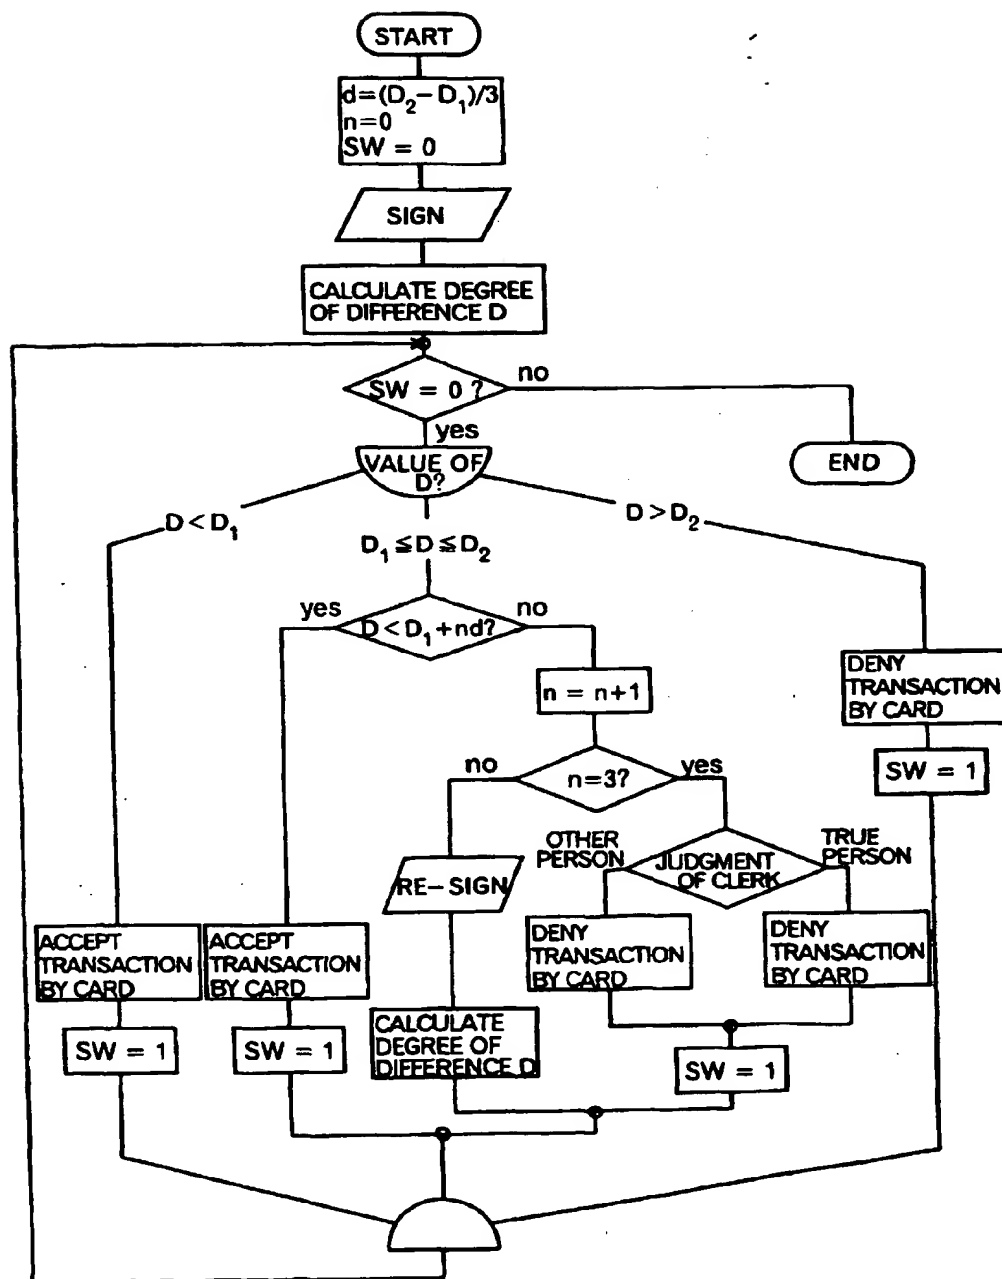 START
d=(D₂−D₁)/3
n=0
SW = 0
SIGN
CALCULATE DEGREE
OF DIFFERENCE D
SW = 0 ?
no
yes
END
VALUE OF
D?
D < D₁
D₁ ≦ D ≦ D₂
D > D₂
yes
D < D₁ + nd?
no
n = n+1
DENY
TRANSACTION
BY CARD
SW = 1
no
n=3?
yes
OTHER
PERSON
JUDGMENT
OF CLERK
TRUE
PERSON
RE-SIGN
ACCEPT
TRANSACTION
BY CARD
ACCEPT
TRANSACTION
BY CARD
DENY
TRANSACTION
BY CARD
DENY
TRANSACTION
BY CARD
SW = 1
SW = 1
CALCULATE
DEGREE OF
DIFFERENCE D
SW = 1